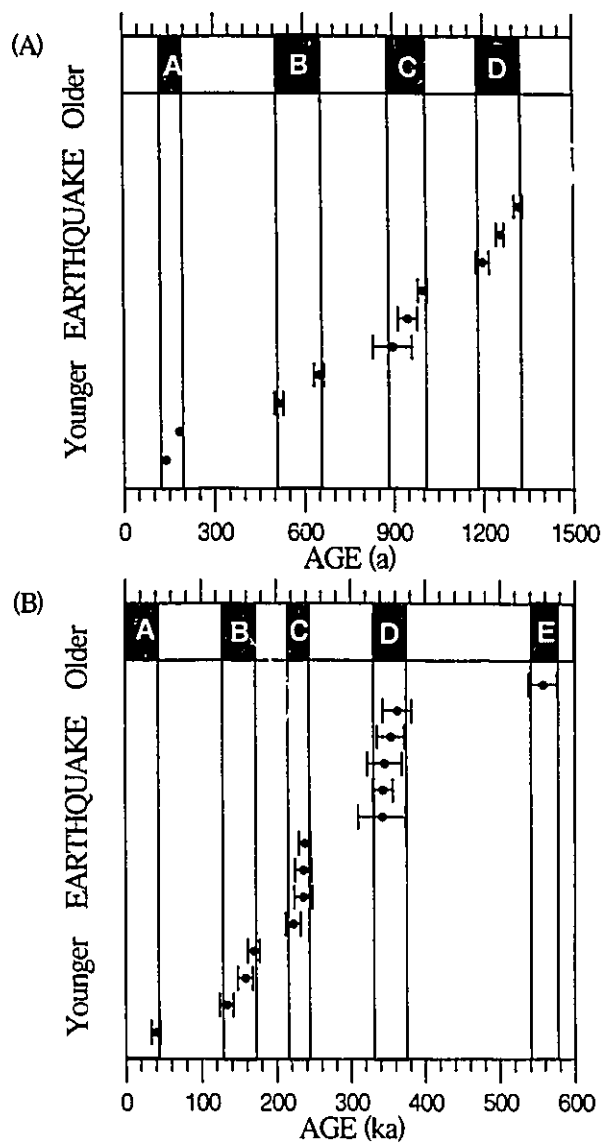 (A)
A B C D
Younger EARTHQUAKE Older
0 300 600 900 1200 1500
AGE (a)
(B)
A B C D E
Younger EARTHQUAKE Older
0 100 200 300 400 500 600
AGE (ka)